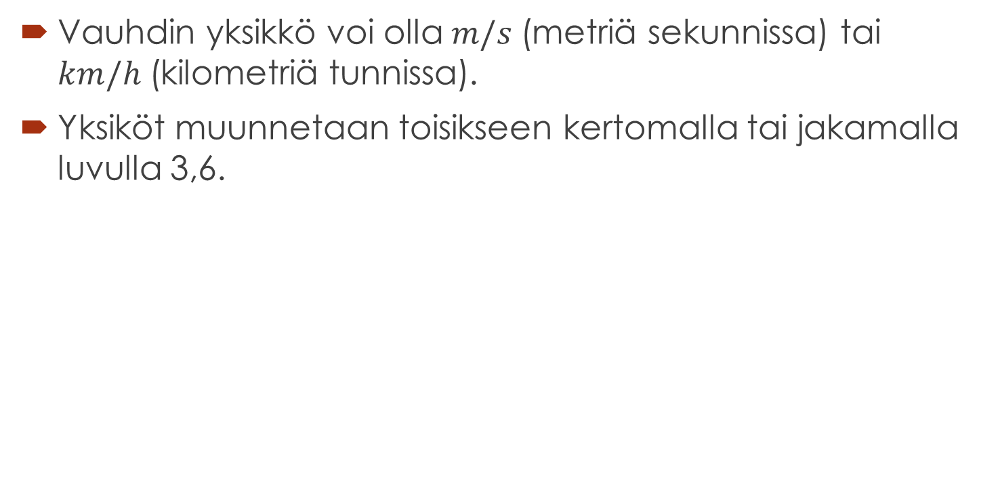 Vauhdin yksikkö voi olla m/s (metriä sekunnissa) tai
km/h (kilometriä tunnissa).
Yksiköt muunnetaan toisikseen kertomalla tai jakamalla
luvulla 3,6.